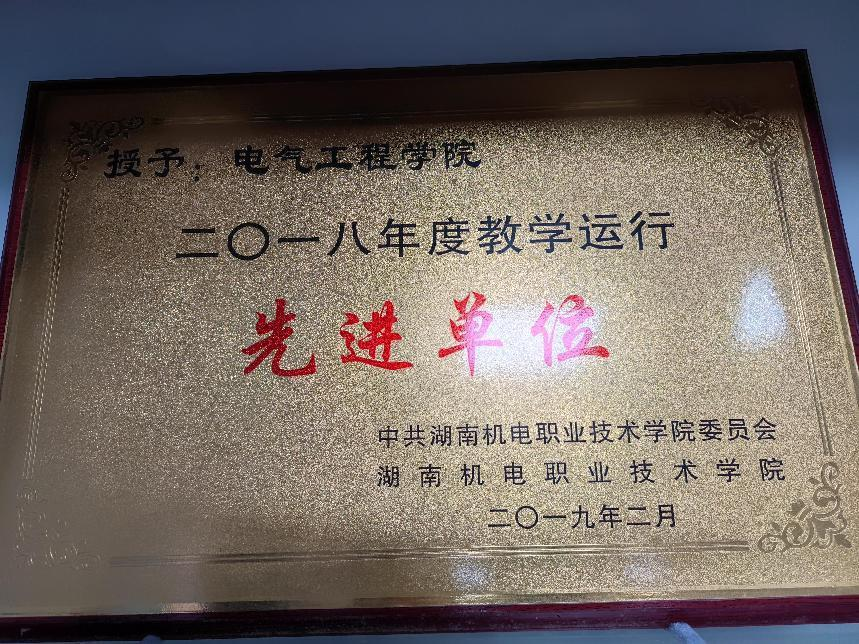 授予：电气工程学院
二〇一八年度教学运行
先进单位
中共湖南机电职业技术学院委员会
湖南机电职业技术学院
二〇一九年二月